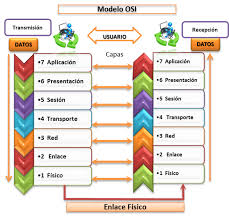 Modelo OSI
Transmisión
Recepción
USUARIO
DATOS
DATOS
Capas
•7 Aplicación
•7 Aplicación
•6 Presentación
•6 Presentación
•5 Sesión
•5 Sesión
•4 Transporte
•4 Transporte
•3 Red
•3 Red
•2 Enlace
•2 Enlace
•1 Físico
•1 Físico
Enlace Físico